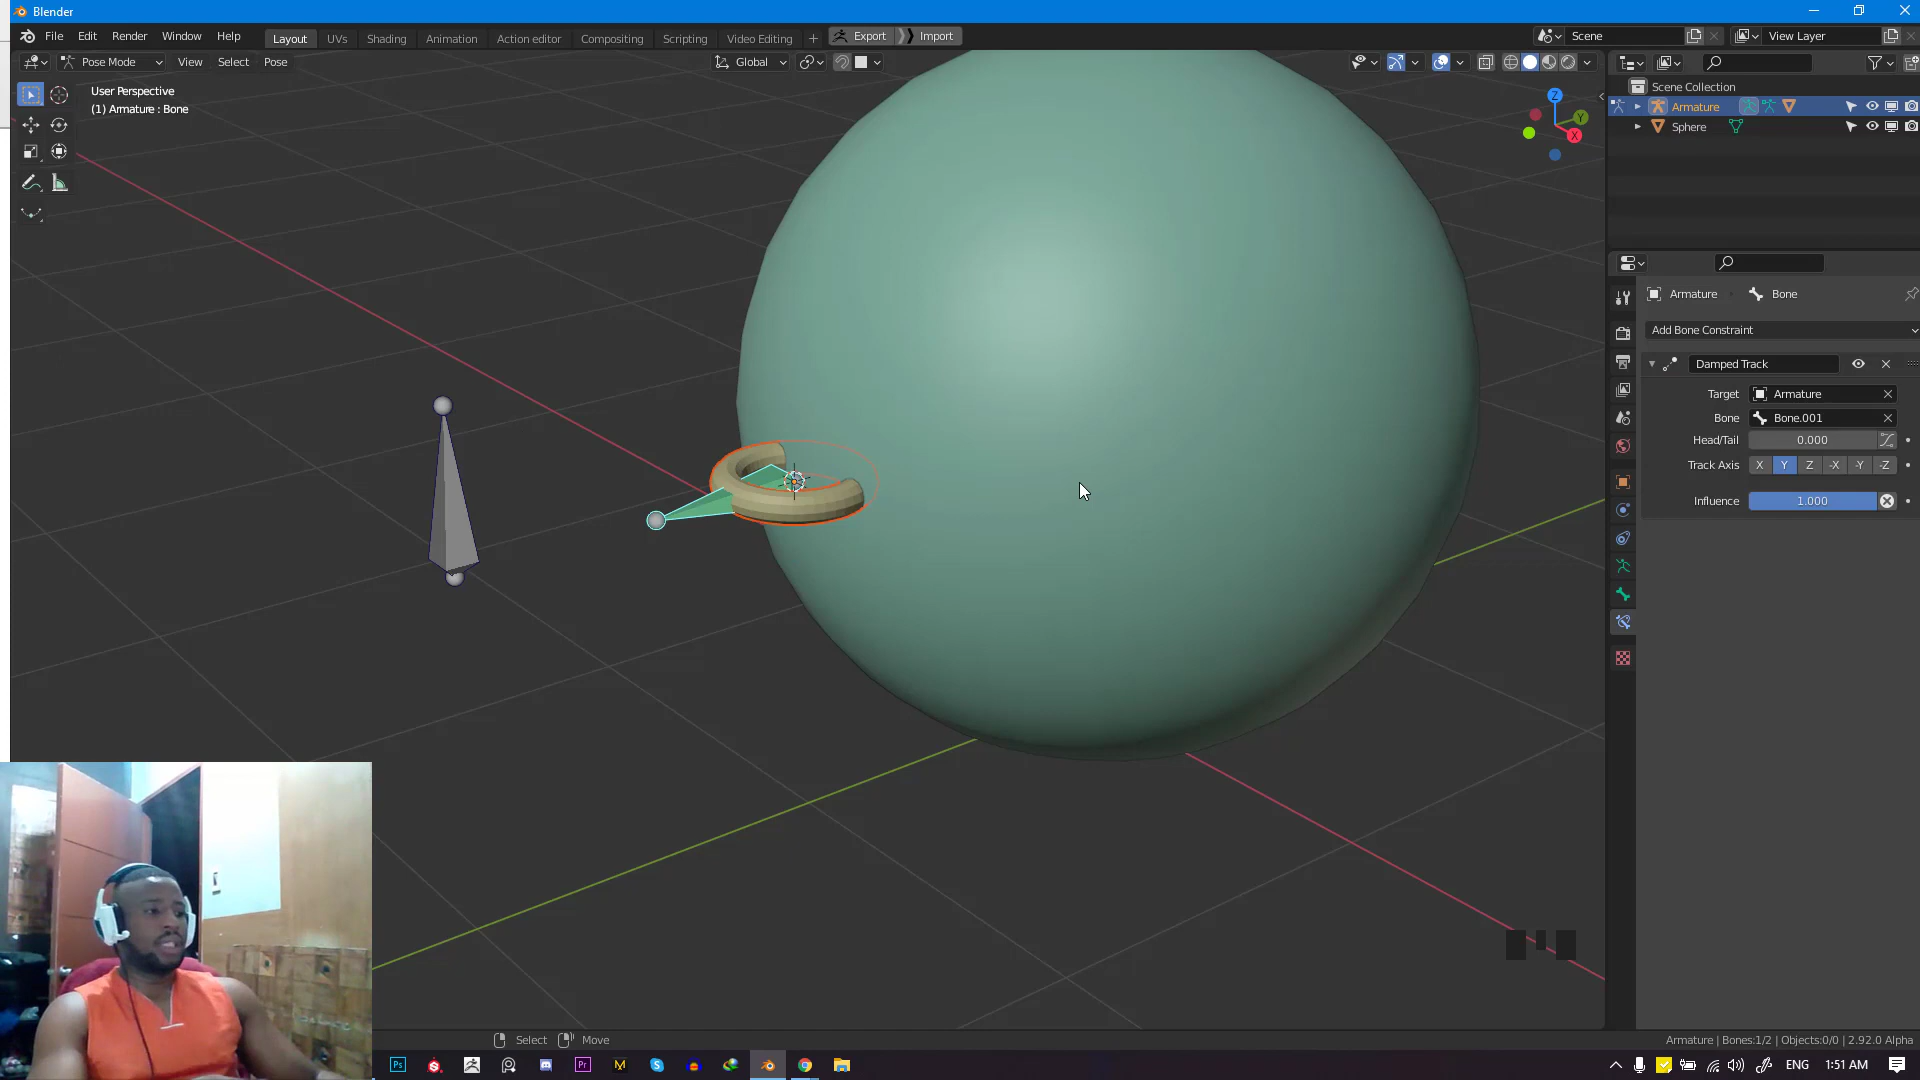 Blender
File Edit Render Window Help
Layout UVs Shading Animation Action editor Compositing Scripting Video Editing +
Export Import
Scene
View Layer
Pose Mode View Select Pose
Global
User Perspective
(1) Armature : Bone
Z
Y
X
Scene Collection
Armature
Sphere
Armature Bone
Add Bone Constraint
Damped Track
Target Armature
Bone Bone.001
Head/Tail 0.000
Track Axis X Y Z -X -Y -Z
Influence 1.000
Select Move
Armature | Bones:1/2 | Objects:0/0 | 2.92.0 Alpha
Ps
Pr
M
S
ENG 1:51 AM